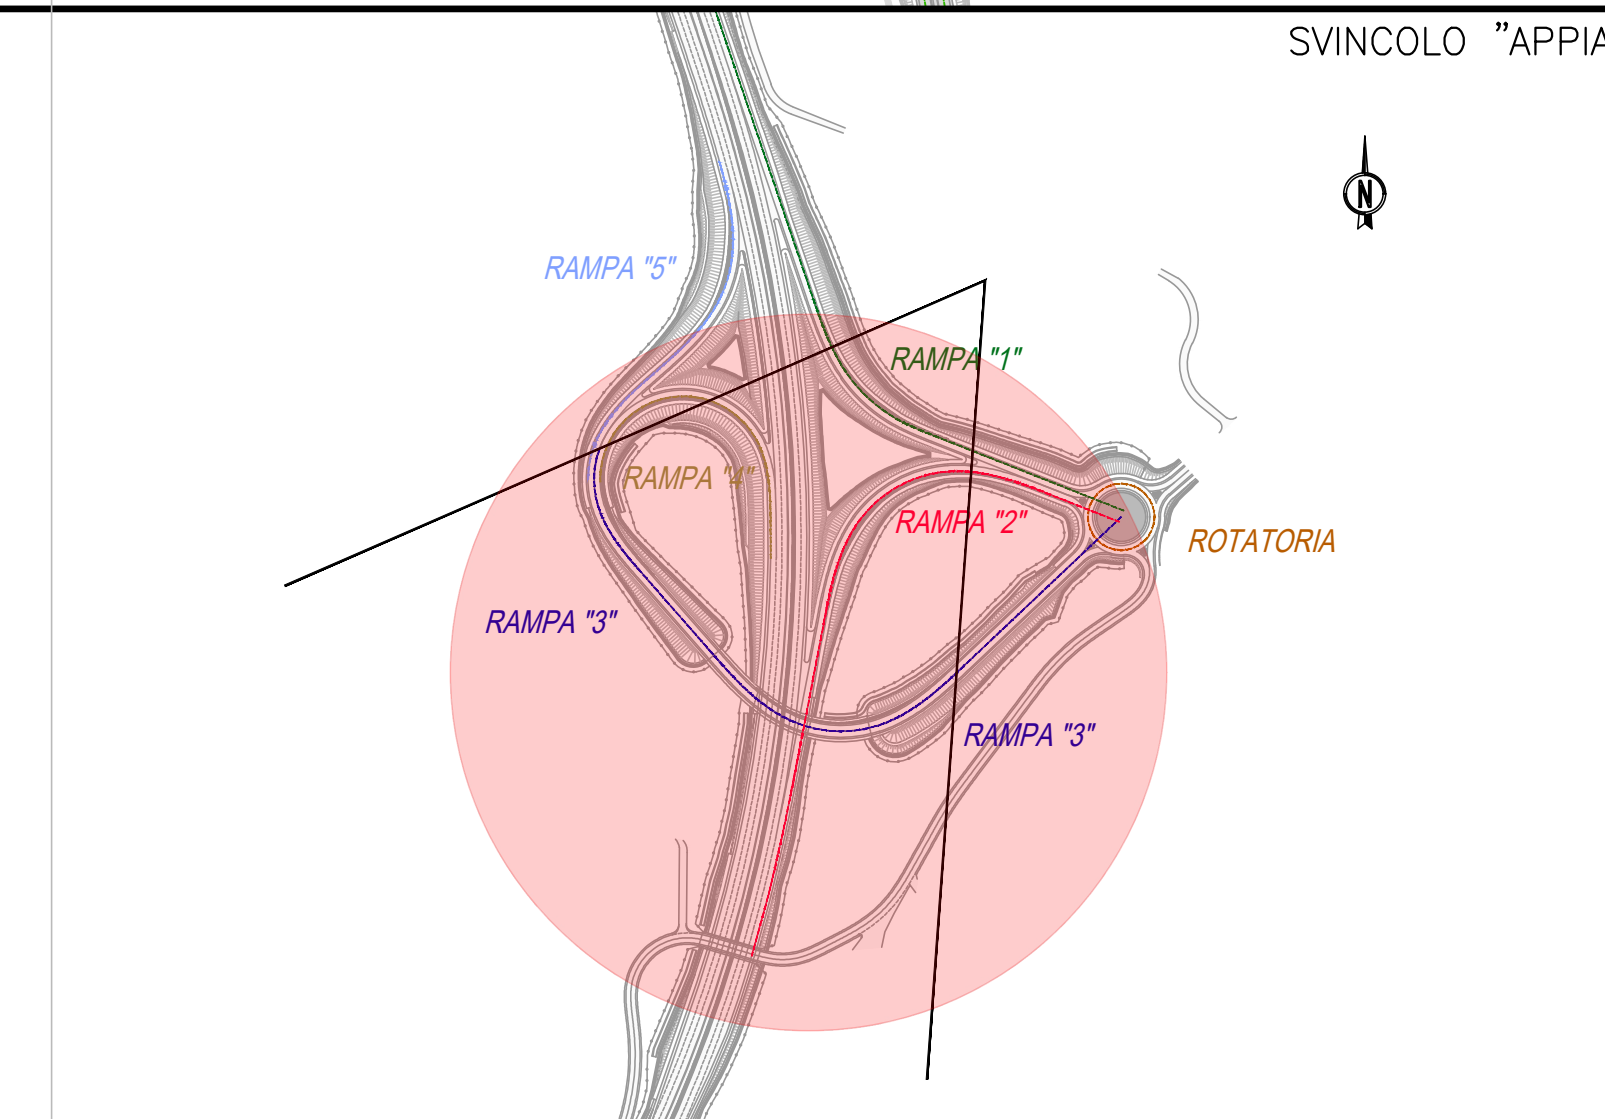 SVINCOLO "APPIA
N
RAMPA "5"
RAMPA "1"
RAMPA "4"
RAMPA "2"
ROTATORIA
RAMPA "3"
RAMPA "3"